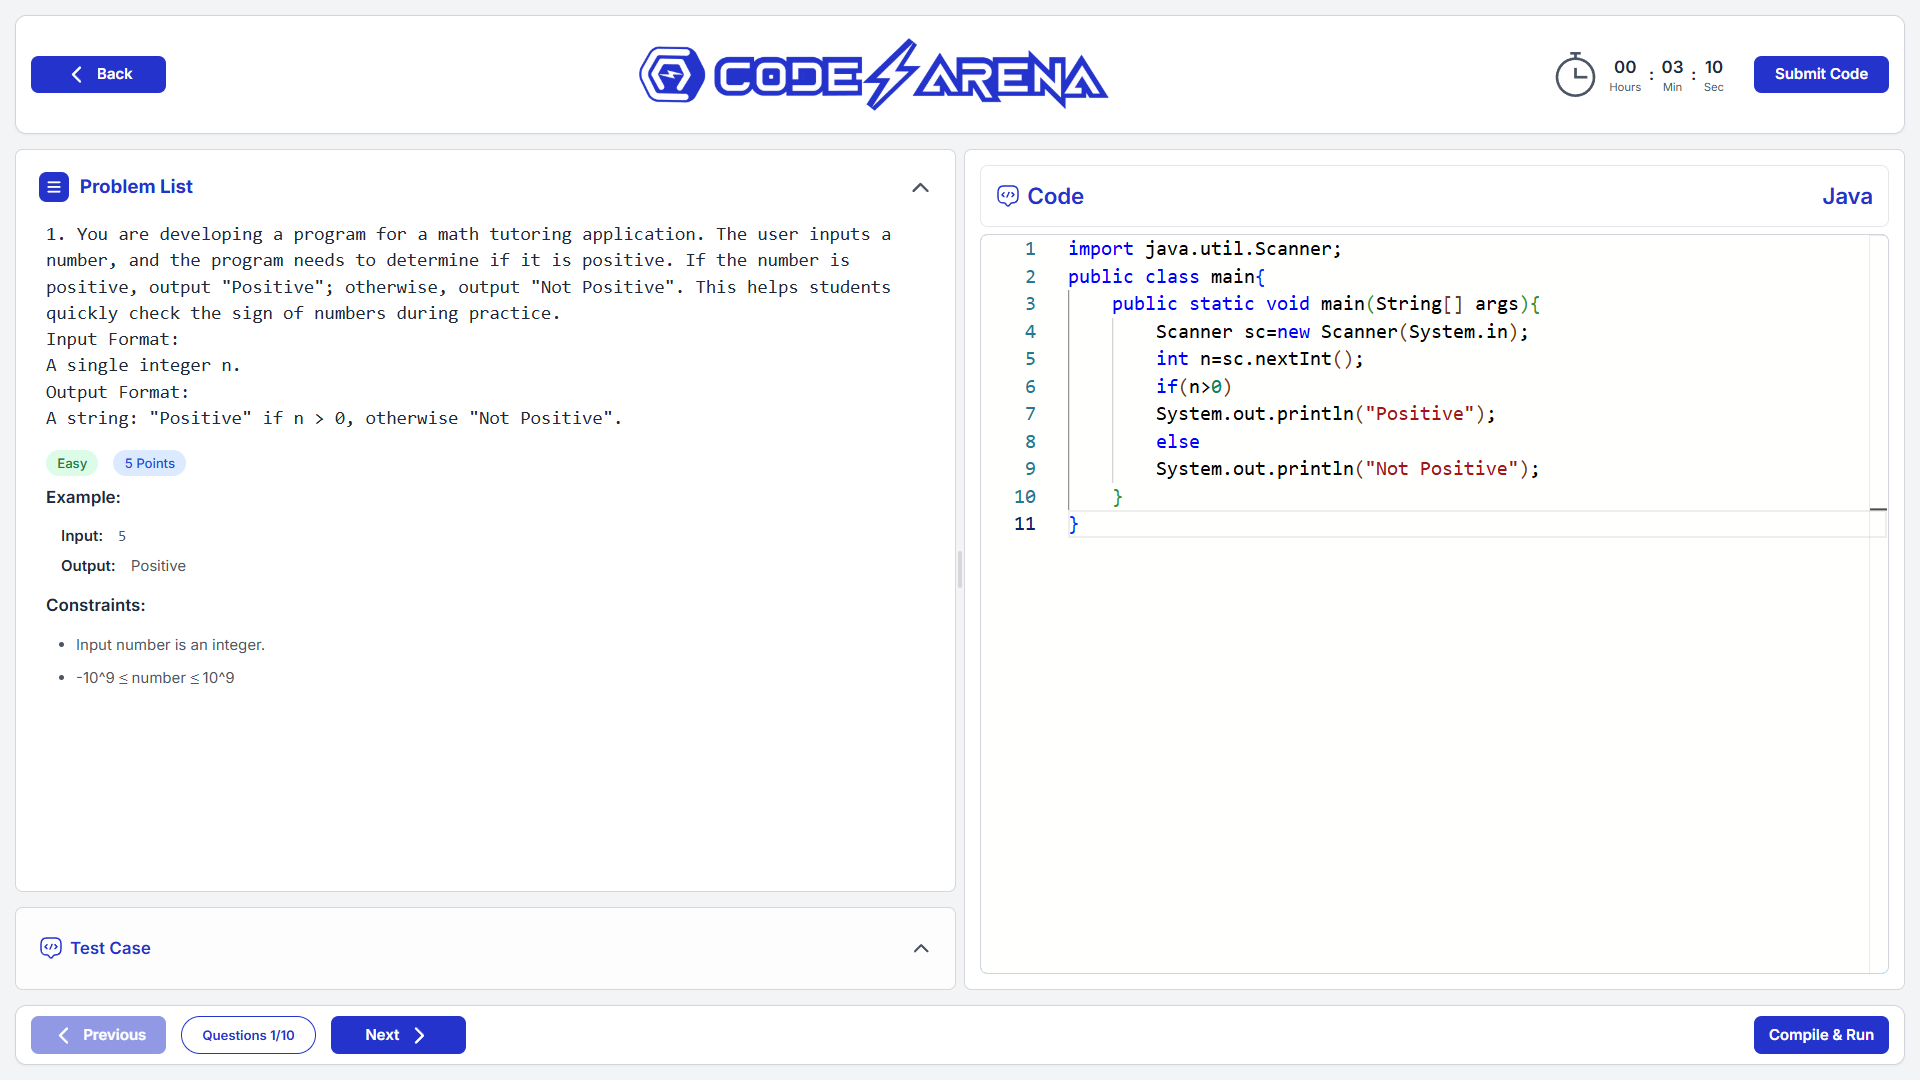 Back
CODE ARENA
00 : 03 : 10
Hours Min Sec
Submit Code
Problem List
1. You are developing a program for a math tutoring application. The user inputs a
number, and the program needs to determine if it is positive. If the number is
positive, output "Positive"; otherwise, output "Not Positive". This helps students
quickly check the sign of numbers during practice.
Input Format:
A single integer n.
Output Format:
A string: "Positive" if n > 0, otherwise "Not Positive".
Easy 5 Points
Example:
Input: 5
Output: Positive
Constraints:
• Input number is an integer.
• -10^9 ≤ number ≤ 10^9
Test Case
Code
Java
1 import java.util.Scanner;
2 public class main{
3     public static void main(String[] args){
4         Scanner sc=new Scanner(System.in);
5         int n=sc.nextInt();
6         if(n>0)
7         System.out.println("Positive");
8         else
9         System.out.println("Not Positive");
10     }
11 }
Previous
Questions 1/10
Next
Compile & Run